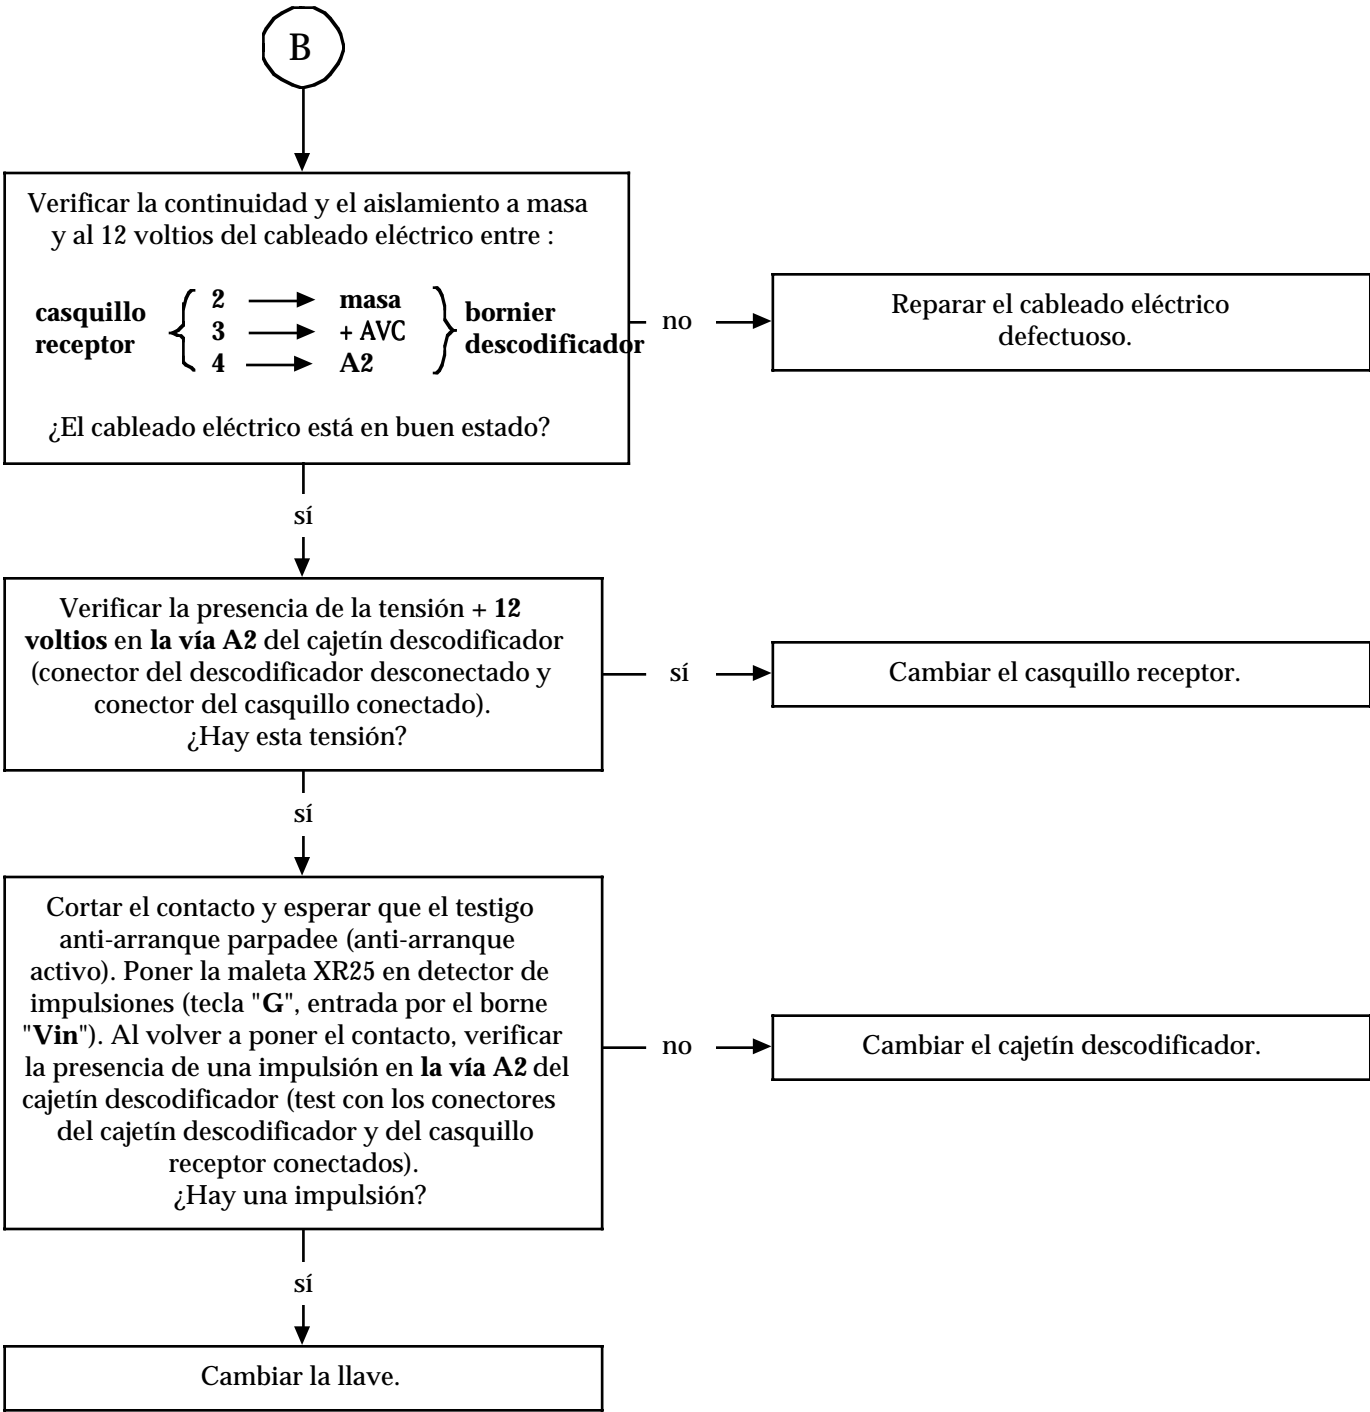 B
Verificar la continuidad y el aislamiento a masa
y al 12 voltios del cableado eléctrico entre :
casquillo
receptor
2
masa
3
+ AVC
4
A2
bornier
descodificador
¿El cableado eléctrico está en buen estado?
no
Reparar el cableado eléctrico
defectuoso.
sí
Verificar la presencia de la tensión + 12
voltios en la vía A2 del cajetín descodificador
(conector del descodificador desconectado y
conector del casquillo conectado).
¿Hay esta tensión?
sí
Cambiar el casquillo receptor.
sí
Cortar el contacto y esperar que el testigo
anti-arranque parpadee (anti-arranque
activo). Poner la maleta XR25 en detector de
impulsiones (tecla "G", entrada por el borne
"Vin"). Al volver a poner el contacto, verificar
la presencia de una impulsión en la vía A2 del
cajetín descodificador (test con los conectores
del cajetín descodificador y del casquillo
receptor conectados).
¿Hay una impulsión?
no
Cambiar el cajetín descodificador.
sí
Cambiar la llave.